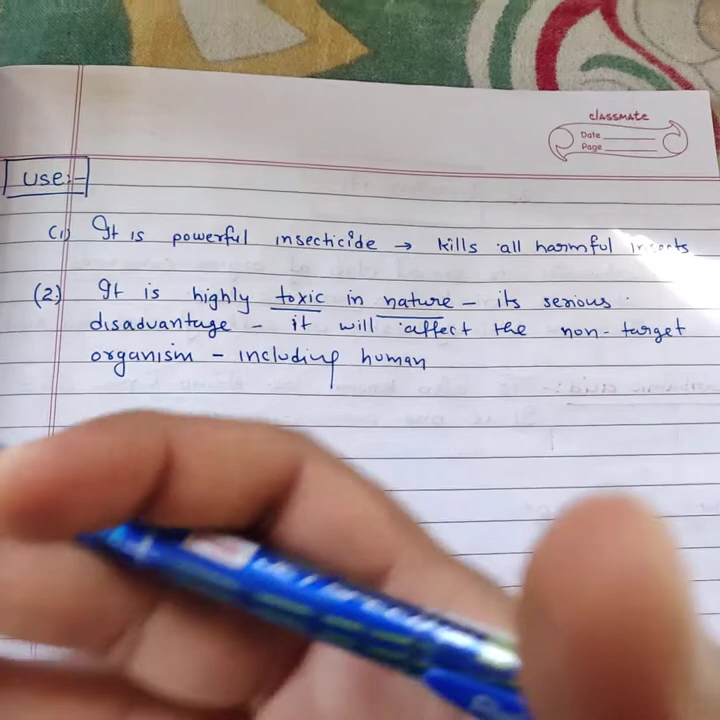 classmate
Date
Page
Use:-
(1) It is powerful insecticide → kills all harmful insects
(2) It is highly toxic in nature – its serious
disadvantage – it will affect the non-target
organism – including human